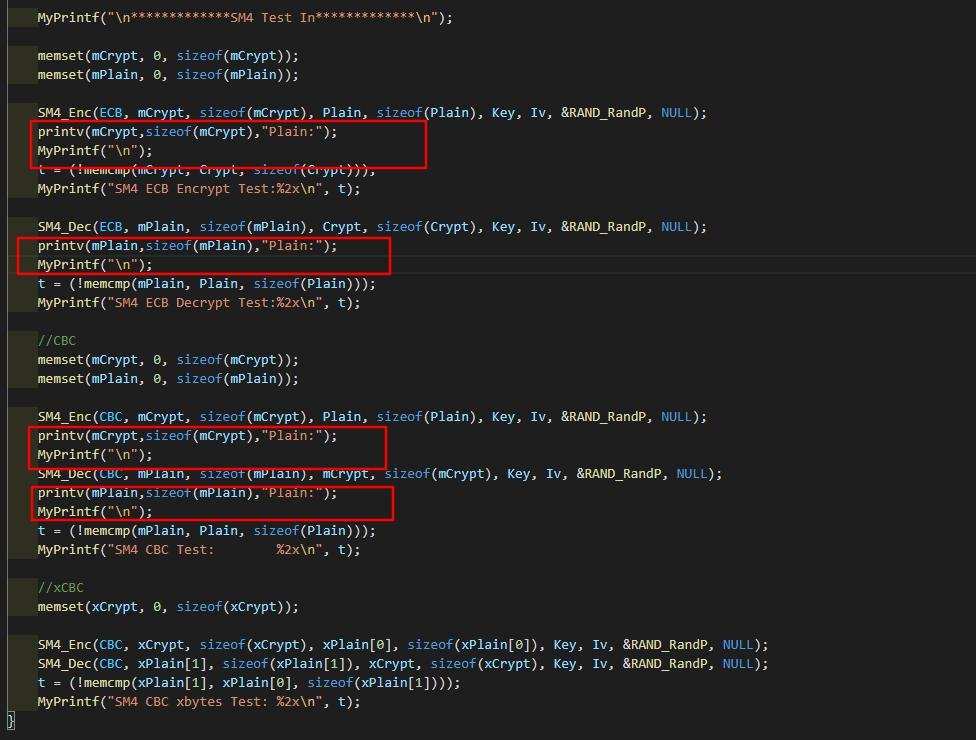 MyPrintf("\n*************SM4 Test In*************\n");
memset(mCrypt, 0, sizeof(mCrypt));
memset(mPlain, 0, sizeof(mPlain));
SM4_Enc(ECB, mCrypt, sizeof(mCrypt), Plain, sizeof(Plain), Key, Iv, &RAND_RandP, NULL);
printv(mCrypt,sizeof(mCrypt),"Plain:");
MyPrintf("\n");
t = (!memcmp(mCrypt, Crypt, sizeof(Crypt)));
MyPrintf("SM4 ECB Encrypt Test:%2x\n", t);
SM4_Dec(ECB, mPlain, sizeof(mPlain), Crypt, sizeof(Crypt), Key, Iv, &RAND_RandP, NULL);
printv(mPlain,sizeof(mPlain),"Plain:");
MyPrintf("\n");
t = (!memcmp(mPlain, Plain, sizeof(Plain)));
MyPrintf("SM4 ECB Decrypt Test:%2x\n", t);
//CBC
memset(mCrypt, 0, sizeof(mCrypt));
memset(mPlain, 0, sizeof(mPlain));
SM4_Enc(CBC, mCrypt, sizeof(mCrypt), Plain, sizeof(Plain), Key, Iv, &RAND_RandP, NULL);
printv(mCrypt,sizeof(mCrypt),"Plain:");
MyPrintf("\n");
SM4_Dec(CBC, mPlain, sizeof(mPlain), mCrypt, sizeof(mCrypt), Key, Iv, &RAND_RandP, NULL);
printv(mPlain,sizeof(mPlain),"Plain:");
MyPrintf("\n");
t = (!memcmp(mPlain, Plain, sizeof(Plain)));
MyPrintf("SM4 CBC Test:        %2x\n", t);
//xCBC
memset(xCrypt, 0, sizeof(xCrypt));
SM4_Enc(CBC, xCrypt, sizeof(xCrypt), xPlain[0], sizeof(xPlain[0]), Key, Iv, &RAND_RandP, NULL);
SM4_Dec(CBC, xPlain[1], sizeof(xPlain[1]), xCrypt, sizeof(xCrypt), Key, Iv, &RAND_RandP, NULL);
t = (!memcmp(xPlain[1], xPlain[0], sizeof(xPlain[1])));
MyPrintf("SM4 CBC xbytes Test: %2x\n", t);
}